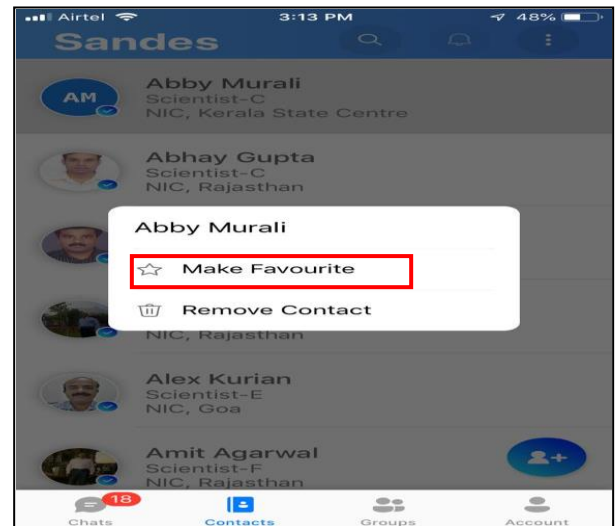 Airtel 3:13 PM 48%
Sandes
AM
Abby Murali
Scientist-C
NIC, Kerala State Centre
Abhay Gupta
Scientist-C
NIC, Rajasthan
Abby Murali
Make Favourite
Remove Contact
NIC, Rajasthan
Alex Kurian
Scientist-E
NIC, Goa
Amit Agarwal
Scientist-F
NIC, Rajasthan
18
Chats Contacts Groups Account